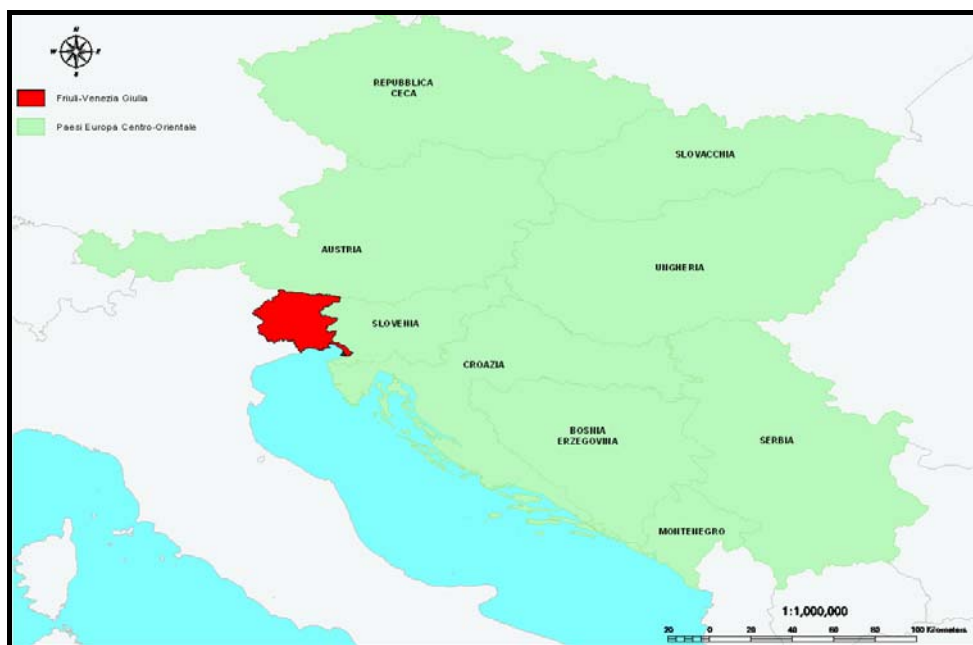 N
W E
S
Friuli-Venezia Giulia
Paesi Europa Centro-Orientale
REPUBBLICA
CECA
SLOVACCHIA
AUSTRIA
UNGHERIA
SLOVENIA
CROAZIA
BOSNIA
ERZEGOVINA
SERBIA
MONTENEGRO
1:1,000,000
20 0 20 40 60 80 100 Kilometers